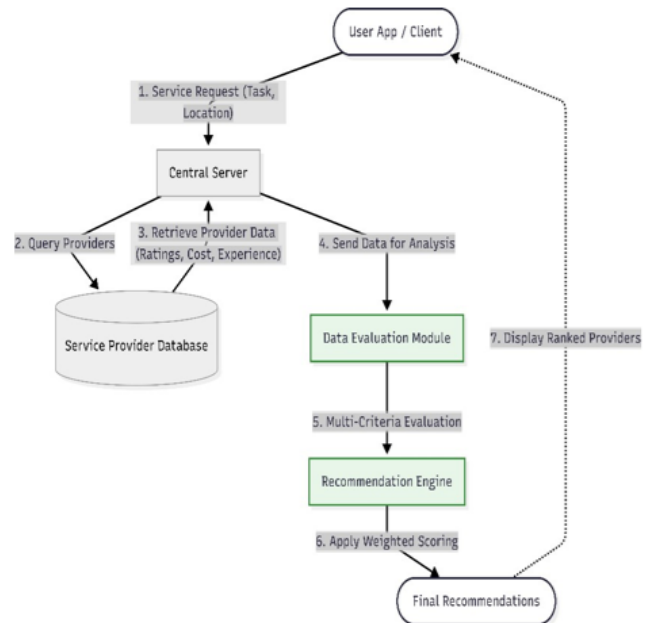 User App / Client
1. Service Request (Task,
Location)
Central Server
2. Query Providers
3. Retrieve Provider Data
(Ratings, Cost, Experience)
4. Send Data for Analysis
Service Provider Database
Data Evaluation Module
7. Display Ranked Providers
5. Multi-Criteria Evaluation
Recommendation Engine
6. Apply Weighted Scoring
Final Recommendations